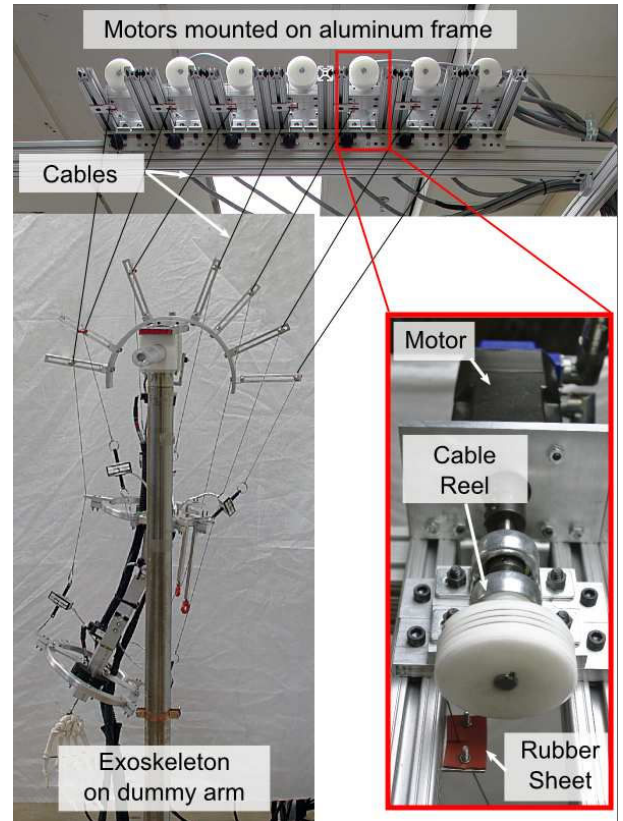 Motors mounted on aluminum frame
Cables
Motor
Cable
Reel
Exoskeleton
on dummy arm
Rubber
Sheet